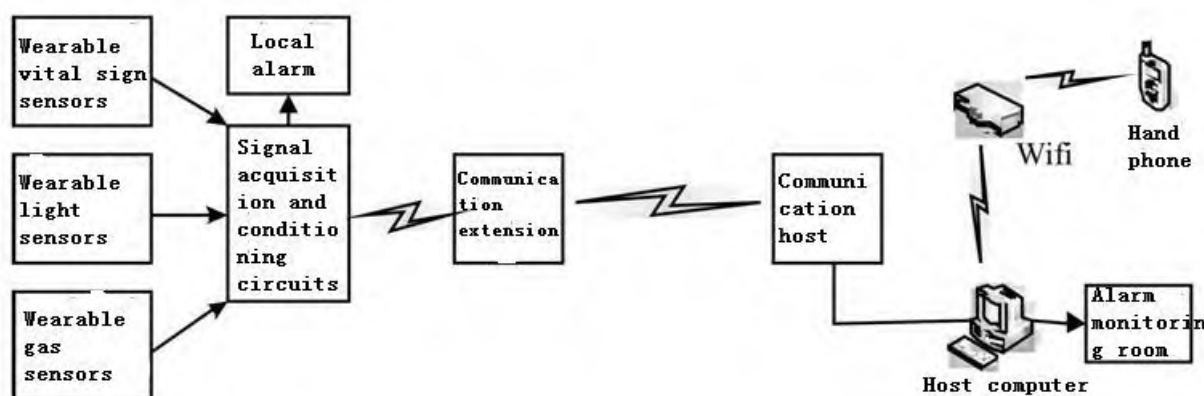 Wearable
vital sign
sensors
Local
alarm
Wearable
light
sensors
Signal
acquisit
ion and
conditio
ning
circuits
Wearable
gas
sensors
Communica
tion
extension
Communi
cation
host
Wifi
Hand
phone
Host computer
Alarm
monitorin
g room